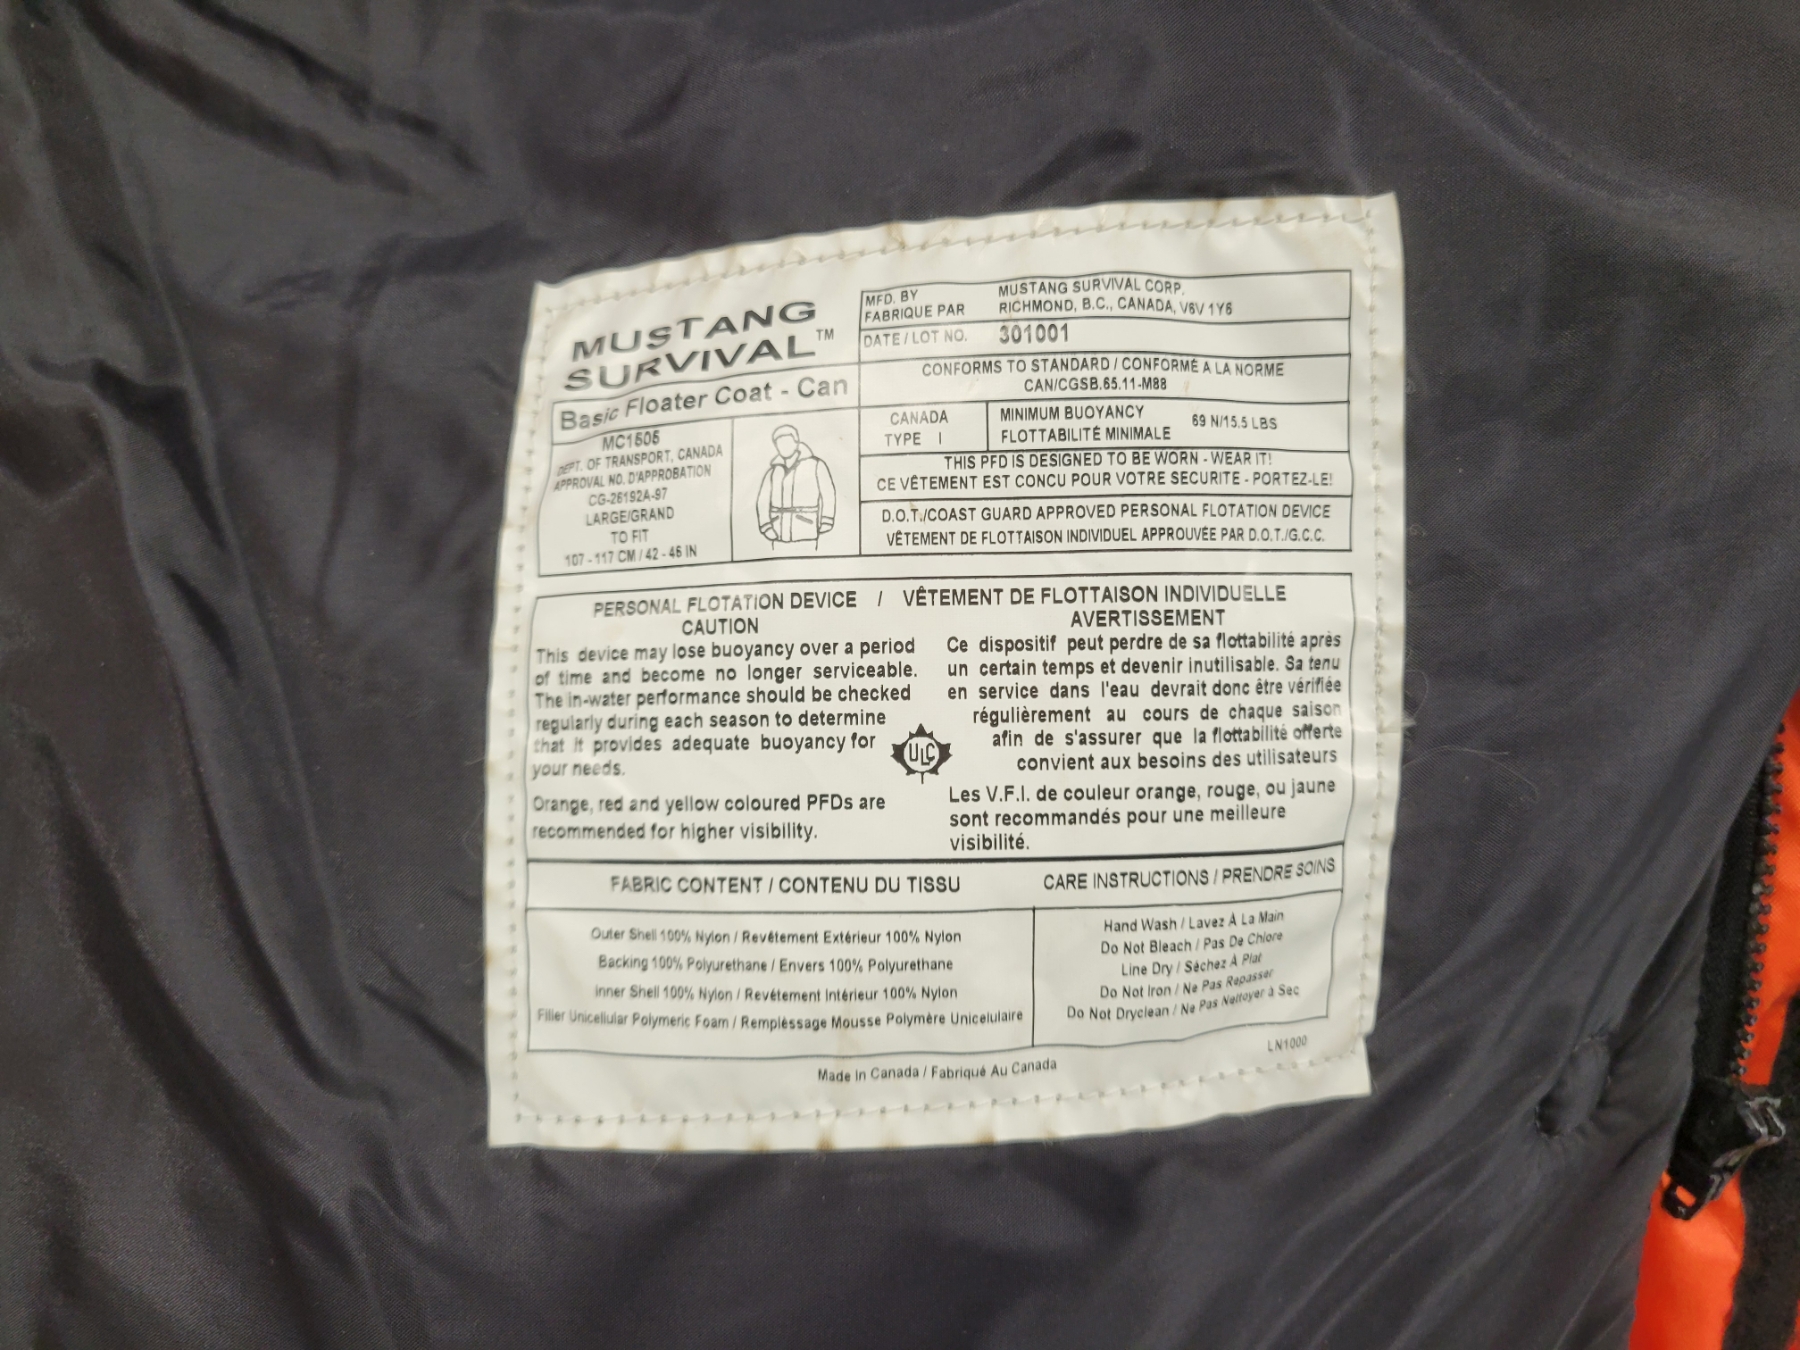 MUSTANG
SURVIVAL™
Basic Floater Coat - Can
MC1505
DEPT. OF TRANSPORT, CANADA
APPROVAL NO. D'APPROBATION
CG-26192A-97
LARGE/GRAND
TO FIT
107 - 117 CM / 42 - 46 IN
MFD. BY MUSTANG SURVIVAL CORP.
FABRIQUE PAR RICHMOND, B.C., CANADA, V6V 1Y6
DATE / LOT NO. 301001
CONFORMS TO STANDARD / CONFORMÉ A LA NORME
CAN/CGSB.65.11-M88
CANADA
TYPE I
MINIMUM BUOYANCY 69 N/15.5 LBS
FLOTTABILITÉ MINIMALE
THIS PFD IS DESIGNED TO BE WORN - WEAR IT!
CE VÊTEMENT EST CONCU POUR VOTRE SECURITE - PORTEZ-LE!
D.O.T./COAST GUARD APPROVED PERSONAL FLOTATION DEVICE
VÊTEMENT DE FLOTTAISON INDIVIDUEL APPROUVÉE PAR D.O.T./G.C.C.
PERSONAL FLOTATION DEVICE / VÊTEMENT DE FLOTTAISON INDIVIDUELLE
CAUTION
This device may lose buoyancy over a period
of time and become no longer serviceable.
The in-water performance should be checked
regularly during each season to determine
that it provides adequate buoyancy for
your needs.
Orange, red and yellow coloured PFDs are
recommended for higher visibility.
ULC
AVERTISSEMENT
Ce dispositif peut perdre de sa flottabilité après
un certain temps et devenir inutilisable. Sa tenu
en service dans l'eau devrait donc être vérifiée
régulièrement au cours de chaque saison
afin de s'assurer que la flottabilité offerte
convient aux besoins des utilisateurs
Les V.F.I. de couleur orange, rouge, ou jaune
sont recommandés pour une meilleure
visibilité.
FABRIC CONTENT / CONTENU DU TISSU
Outer Shell 100% Nylon / Revêtement Extérieur 100% Nylon
Backing 100% Polyurethane / Envers 100% Polyurethane
Inner Shell 100% Nylon / Revêtement Intérieur 100% Nylon
Filler Unicellular Polymeric Foam / Remplèssage Mousse Polymère Unicelulaire
CARE INSTRUCTIONS / PRENDRE SOINS
Hand Wash / Lavez À La Main
Do Not Bleach / Pas De Chlore
Line Dry / Séchez À Plat
Do Not Iron / Ne Pas Repasser
Do Not Dryclean / Ne Pas Nettoyer à Sec
LN1000
Made In Canada / Fabriqué Au Canada